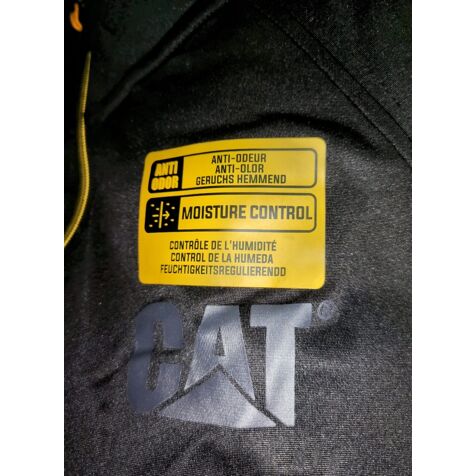 ANTI
ODOR
ANTI-ODEUR
ANTI-OLOR
GERUCHS HEMMEND
MOISTURE CONTROL
CONTRÔLE DE L'HUMIDITÉ
CONTROL DE LA HUMEDA
FEUCHTIGKEITSREGULIERENDD
CAT®